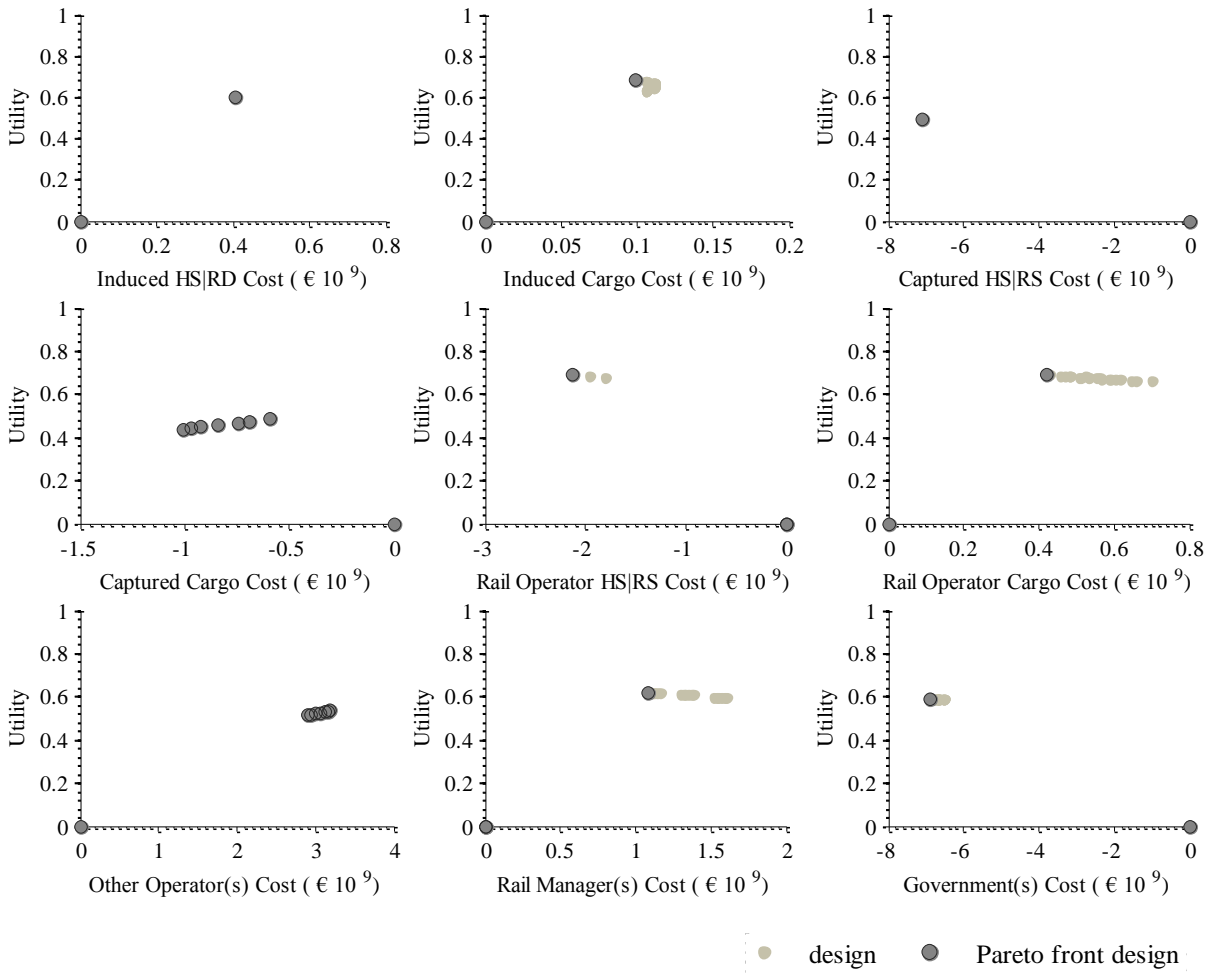 1
0.8
0.6
0.4
0.2
0
Utility
0 0.2 0.4 0.6 0.8
Induced HS|RD Cost ( € 10 9)
1
0.8
0.6
0.4
0.2
0
Utility
0 0.05 0.1 0.15 0.2
Induced Cargo Cost ( € 10 9)
1
0.8
0.6
0.4
0.2
0
Utility
-8 -6 -4 -2 0
Captured HS|RS Cost ( € 10 9)
1
0.8
0.6
0.4
0.2
0
Utility
-1.5 -1 -0.5 0
Captured Cargo Cost ( € 10 9)
1
0.8
0.6
0.4
0.2
0
Utility
-3 -2 -1 0
Rail Operator HS|RS Cost ( € 10 9)
1
0.8
0.6
0.4
0.2
0
Utility
0 0.2 0.4 0.6 0.8
Rail Operator Cargo Cost ( € 10 9)
1
0.8
0.6
0.4
0.2
0
Utility
0 1 2 3 4
Other Operator(s) Cost ( € 10 9)
1
0.8
0.6
0.4
0.2
0
Utility
0 0.5 1 1.5 2
Rail Manager(s) Cost ( € 10 9)
1
0.8
0.6
0.4
0.2
0
Utility
-8 -6 -4 -2 0
Government(s) Cost ( € 10 9)
design Pareto front design